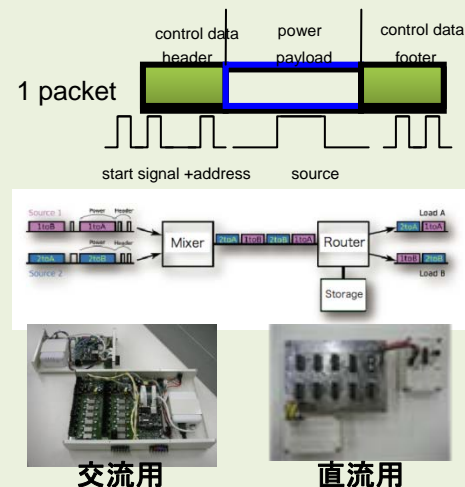 control data power control data
header payload footer
1 packet
start signal +address source
Source 1 Power Header
1toB 1toA
Source 2 Power Header
2toA 2toB
Mixer
2toA 1toB 2toB 1toA
Router
Storage
Load A
2toA 1toA
1toB 2toB
Load B
交流用 直流用